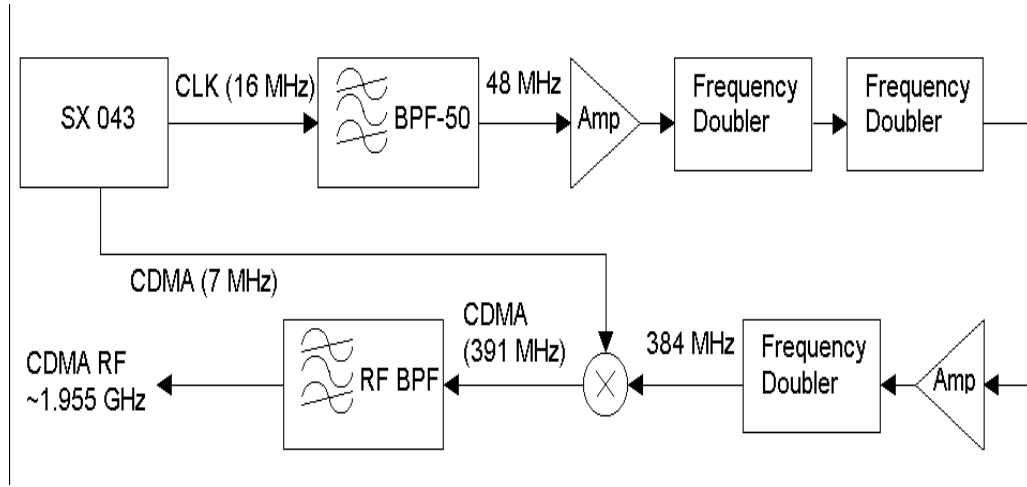 SX 043
CLK (16 MHz)
BPF-50
48 MHz
Amp
Frequency
Doubler
Frequency
Doubler
CDMA (7 MHz)
CDMA RF
~1.955 GHz
RF BPF
CDMA
(391 MHz)
384 MHz
Frequency
Doubler
Amp